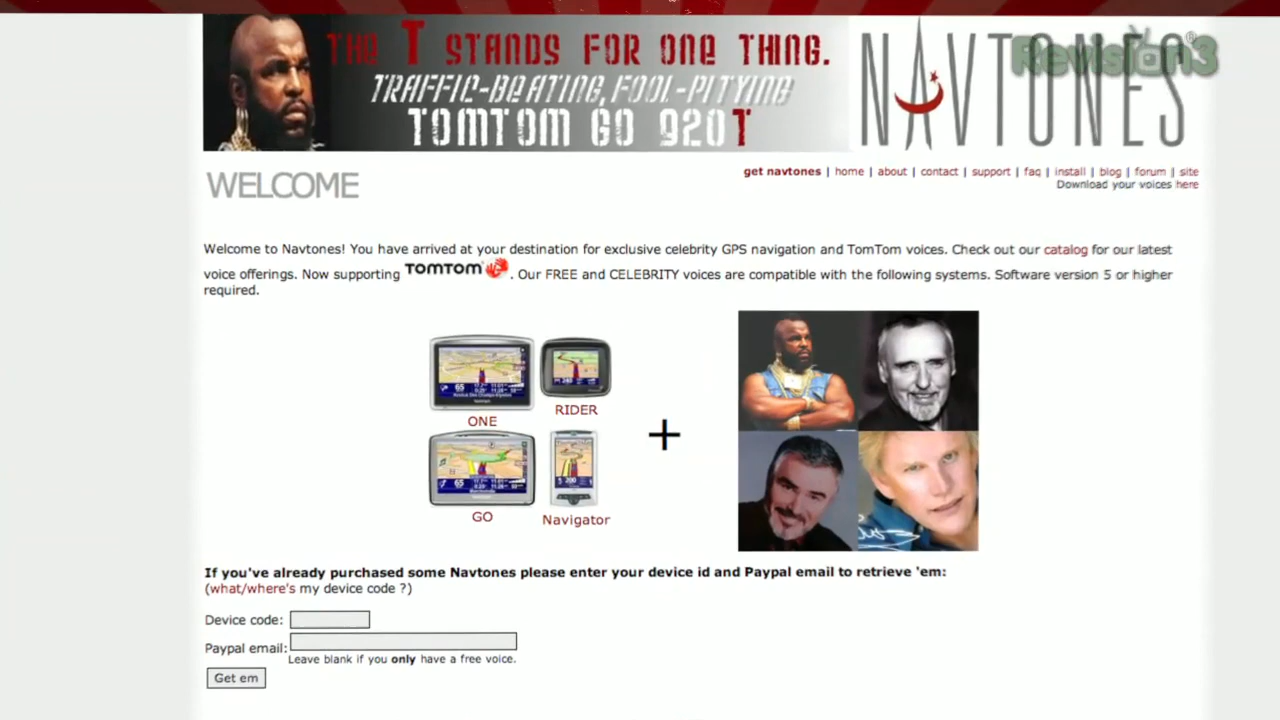 THE T STANDS FOR ONE THING.
TRAFFIC-BEATING, FOOL-PITYING
TOMTOM GO 920T
NAVTONES
Revision3
WELCOME
get navtones | home | about | contact | support | faq | install | blog | forum | site
Download your voices here
Welcome to Navtones! You have arrived at your destination for exclusive celebrity GPS navigation and TomTom voices. Check out our catalog for our latest
voice offerings. Now supporting TOMTOM . Our FREE and CELEBRITY voices are compatible with the following systems. Software version 5 or higher
required.
ONE
RIDER
+
GO
Navigator
If you've already purchased some Navtones please enter your device id and Paypal email to retrieve 'em:
(what/where's my device code ?)
Device code:
Paypal email:
Leave blank if you only have a free voice.
Get em